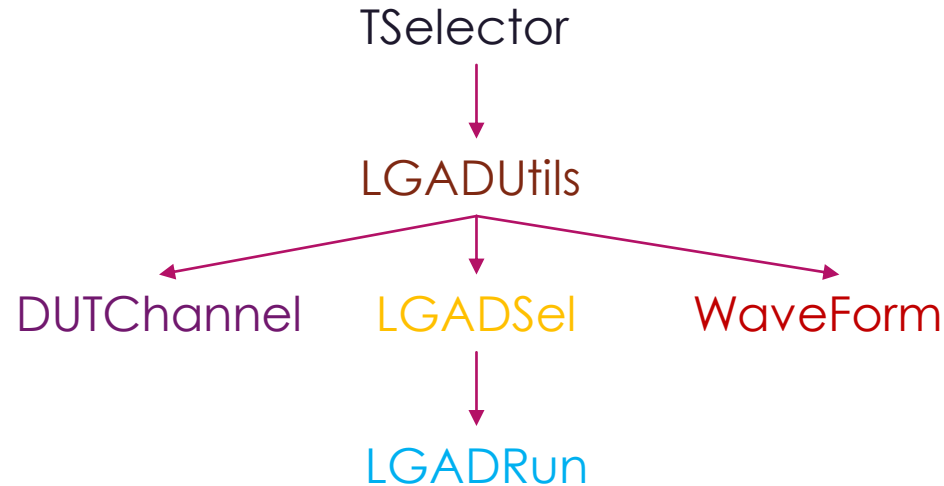 TSelector
LGADUtils
DUTChannel
LGADSel
WaveForm
LGADRun